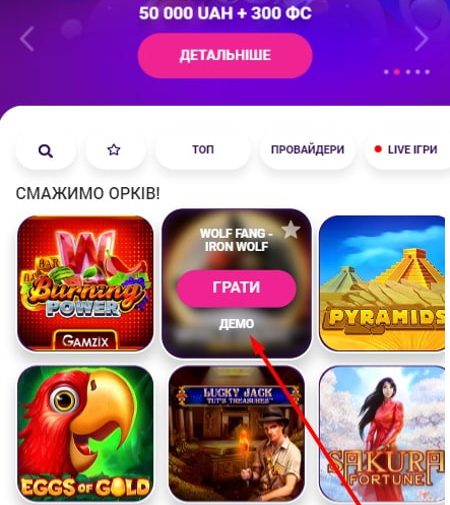 50 000 UAH + 300 ФС
ДЕТАЛЬНІШЕ
ТОП
ПРОВАЙДЕРИ
LIVE ІГРИ
СМАЖИМО ОРКІВ!
BAR
Burning
POWER
GAMZIX
WOLF FANG -
IRON WOLF
ГРАТИ
ДЕМО
PYRAMIDS
EGGS OF GOLD
LUCKY JACK
TUT'S TREASURES
SAKURA
FORTUNE